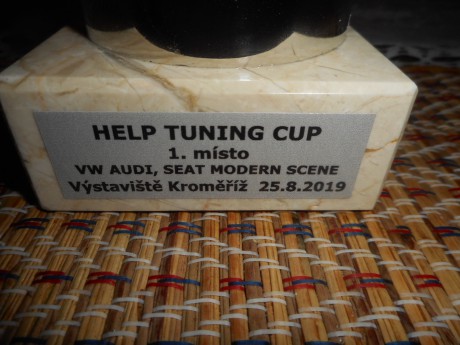 HELP TUNING CUP
1. místo
VW AUDI, SEAT MODERN SCENE
Výstaviště Kroměříž 25.8.2019